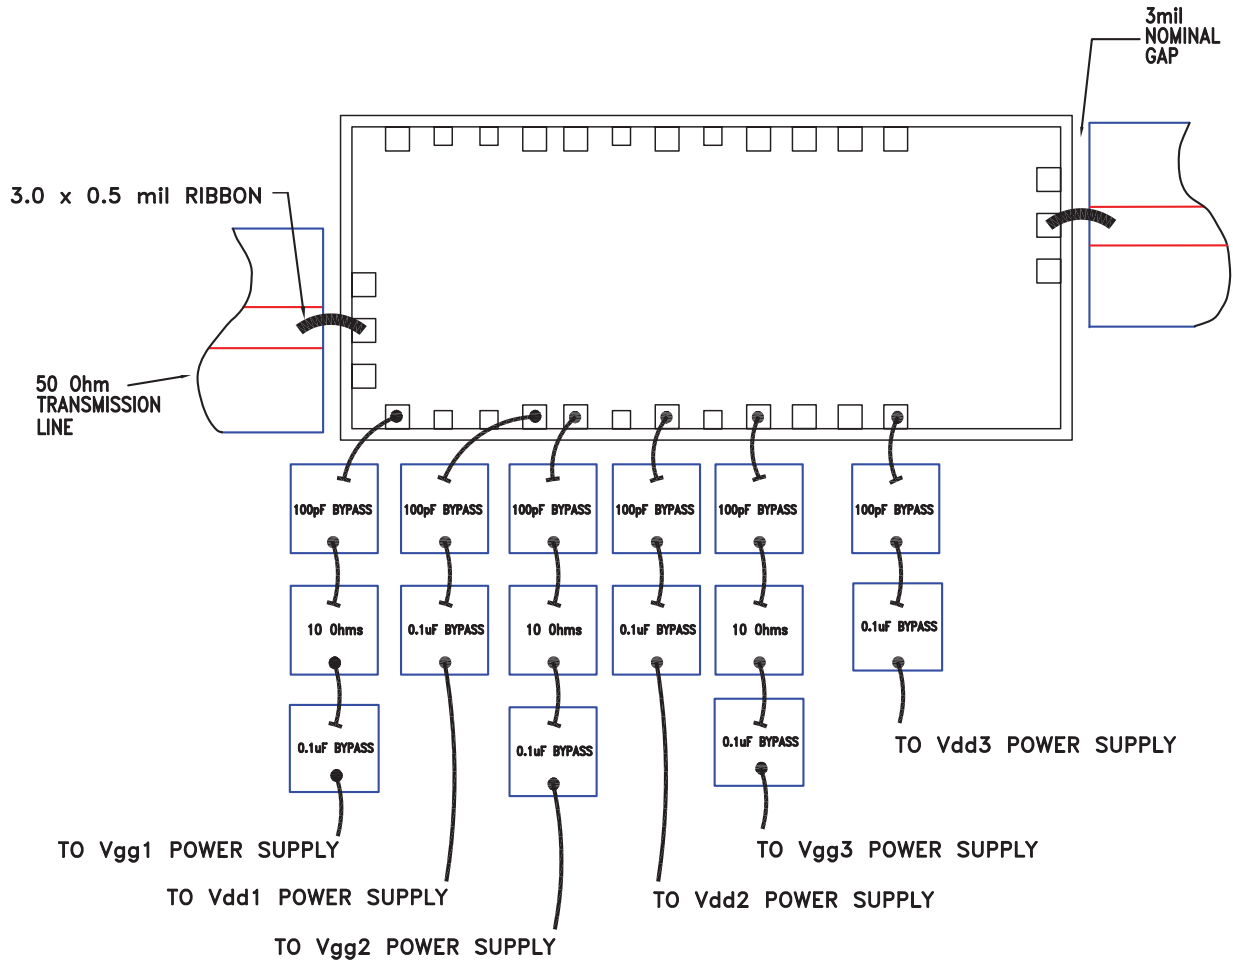 3mil
NOMINAL
GAP
3.0 x 0.5 mil RIBBON
50 Ohm
TRANSMISSION
LINE
100pF BYPASS
100pF BYPASS
100pF BYPASS
100pF BYPASS
100pF BYPASS
100pF BYPASS
10 Ohms
0.1uF BYPASS
10 Ohms
0.1uF BYPASS
10 Ohms
0.1uF BYPASS
0.1uF BYPASS
0.1uF BYPASS
0.1uF BYPASS
TO Vdd3 POWER SUPPLY
TO Vgg1 POWER SUPPLY
TO Vgg3 POWER SUPPLY
TO Vdd1 POWER SUPPLY
TO Vdd2 POWER SUPPLY
TO Vgg2 POWER SUPPLY